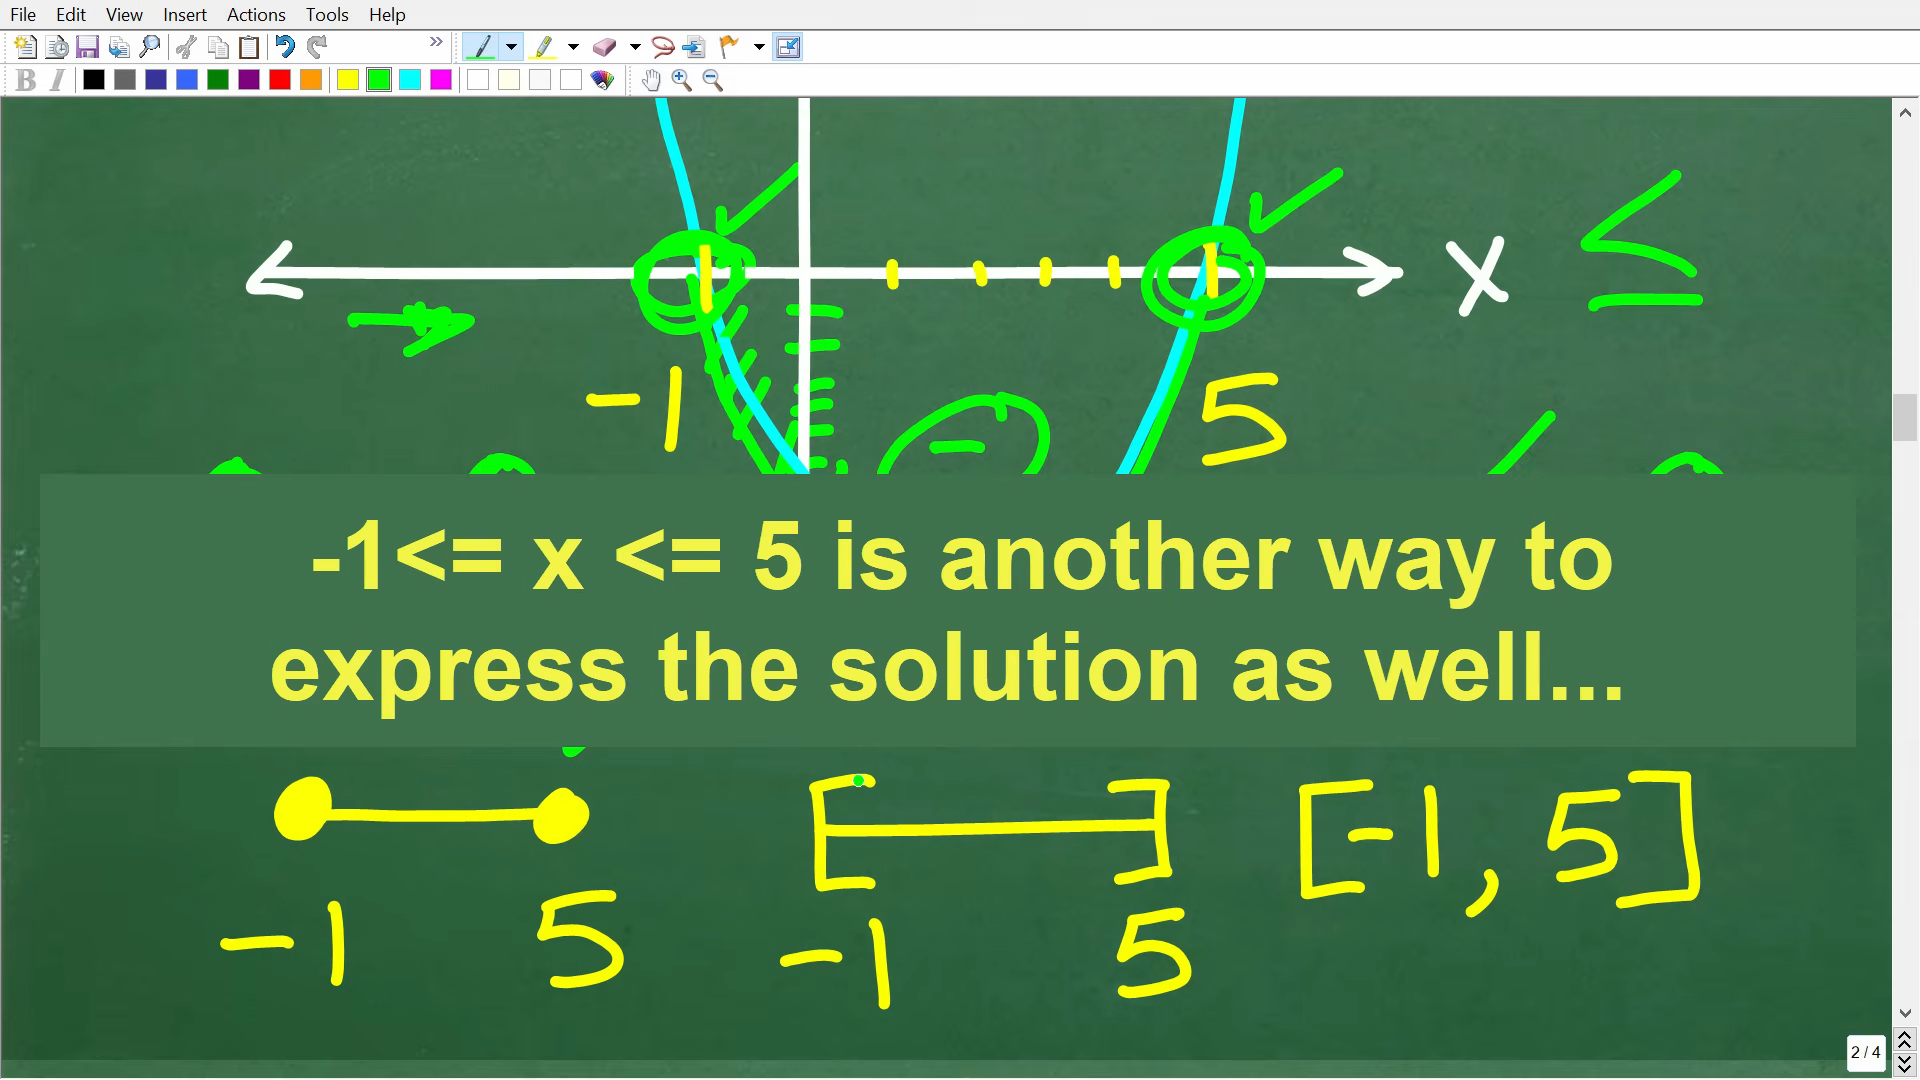 File Edit View Insert Actions Tools Help
B I
x ≤
-1 5
-
-1<= x <= 5 is another way to
express the solution as well...
[-1, 5]
-1 5 -1 5
2 / 4